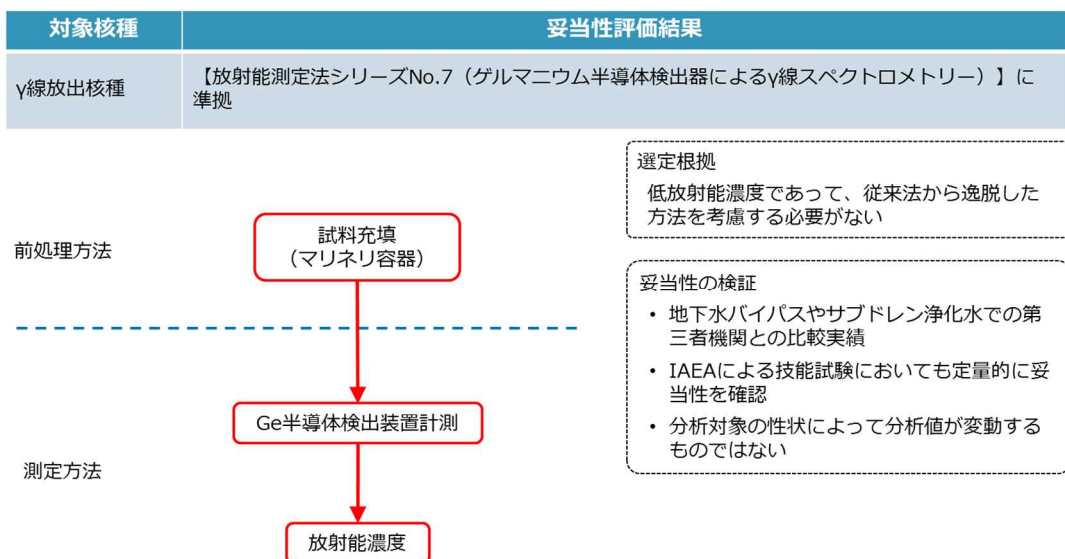 対象核種
妥当性評価結果
γ線放出核種
【放射能測定法シリーズNo.7（ゲルマニウム半導体検出器によるγ線スペクトロメトリー）】に
準拠
前処理方法
試料充填
（マリネリ容器）
測定方法
Ge半導体検出装置計測
放射能濃度
選定根拠
低放射能濃度であって、従来法から逸脱した
方法を考慮する必要がない
妥当性の検証
• 地下水バイパスやサブドレン浄化水での第
三者機関との比較実績
• IAEAによる技能試験においても定量的に妥
当性を確認
• 分析対象の性状によって分析値が変動する
ものではない